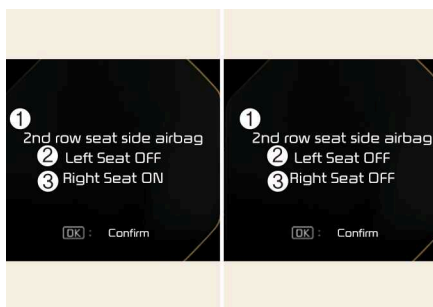 ① 2nd row seat side airbag
② Left Seat OFF
③ Right Seat ON
OK : Confirm
① 2nd row seat side airbag
② Left Seat OFF
③ Right Seat OFF
OK : Confirm